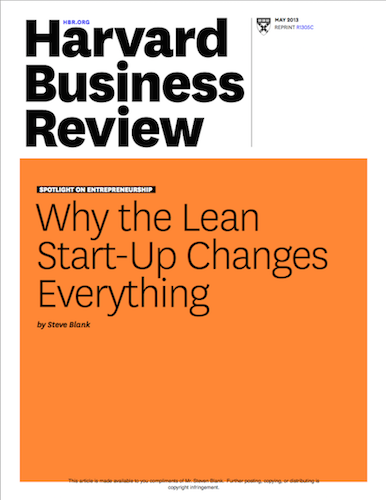 HBR.ORG
Harvard
Business
Review
MAY 2013
REPRINT R1305C
SPOTLIGHT ON ENTREPRENEURSHIP
Why the Lean
Start-Up Changes
Everything
by Steve Blank
This article is made available to you compliments of Mr. Steven Blank. Further posting, copying, or distributing is
copyright infringement.